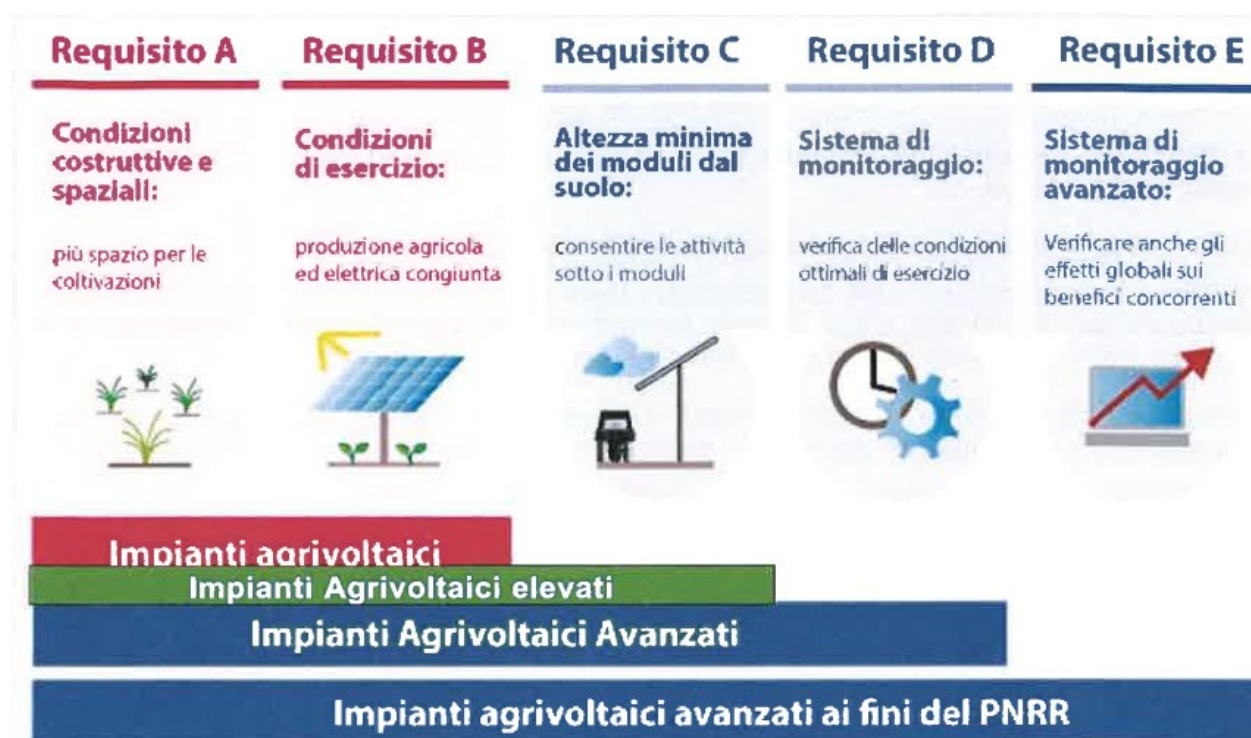 Requisito A
Requisito B
Requisito C
Requisito D
Requisito E
Condizioni
costruttive e
spaziali:
più spazio per le
coltivazioni
Condizioni
di esercizio:
produzione agricola
ed elettrica congiunta
Altezza minima
dei moduli dal
suolo:
consentire le attività
sotto i moduli
Sistema di
monitoraggio:
verifica delle condizioni
ottimali di esercizio
Sistema di
monitoraggio
avanzato:
Verificare anche gli
effetti globali sui
benefici concorrenti
Impianti agrivoltaici
Impianti Agrivoltaici elevati
Impianti Agrivoltaici Avanzati
Impianti agrivoltaici avanzati ai fini del PNRR